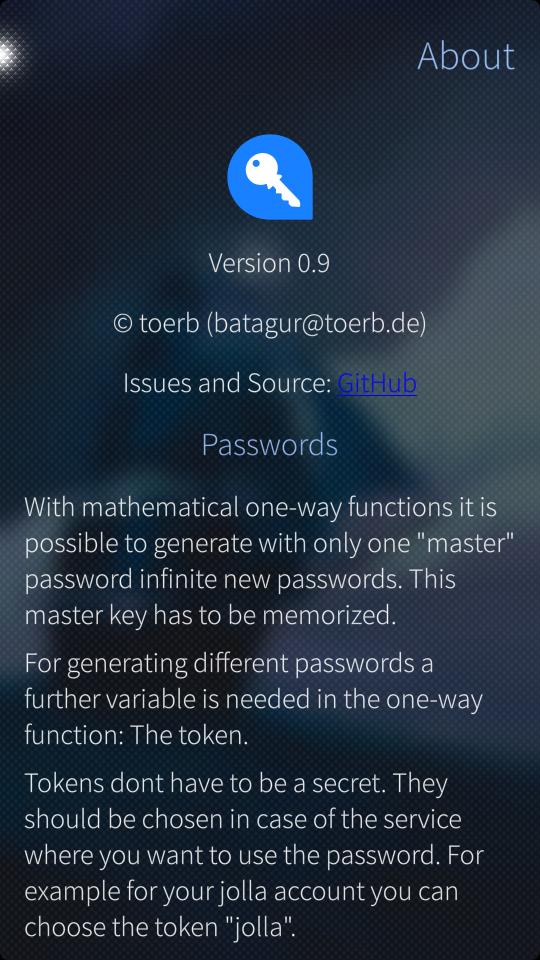 About
Version 0.9
© toerb (batagur@toerb.de)
Issues and Source: GitHub
Passwords
With mathematical one-way functions it is
possible to generate with only one "master"
password infinite new passwords. This
master key has to be memorized.
For generating different passwords a
further variable is needed in the one-way
function: The token.
Tokens dont have to be a secret. They
should be chosen in case of the service
where you want to use the password. For
example for your jolla account you can
choose the token "jolla".